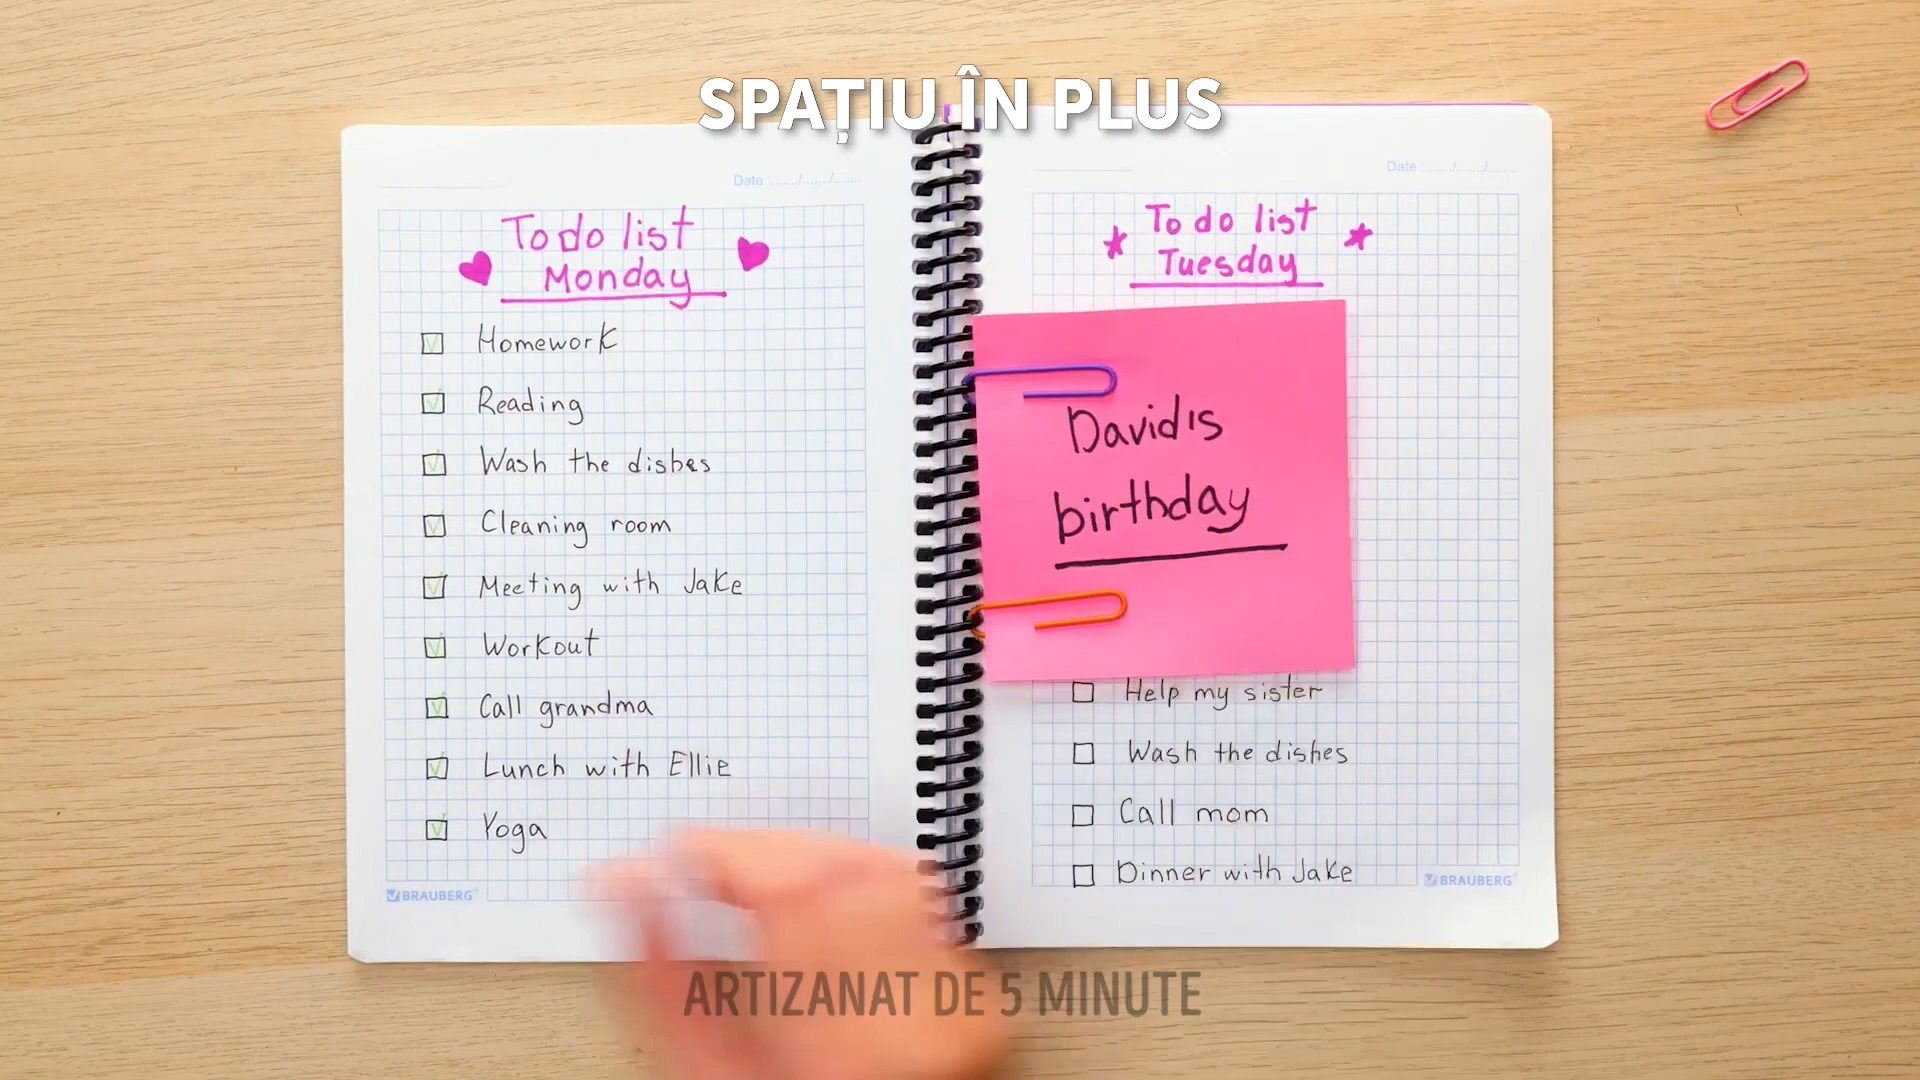 SPAȚIU ÎN PLUS
Date :....../....../......
To do list
Monday
Homework
Reading
Wash the dishes
Cleaning room
Meeting with Jake
Workout
Call grandma
Lunch with Ellie
Yoga
BRAUBERG
Date ....../....../......
To do list
Tuesday
David's
birthday
Help my sister
Wash the dishes
Call mom
Dinner with Jake
BRAUBERG
ARTIZANAT DE 5 MINUTE